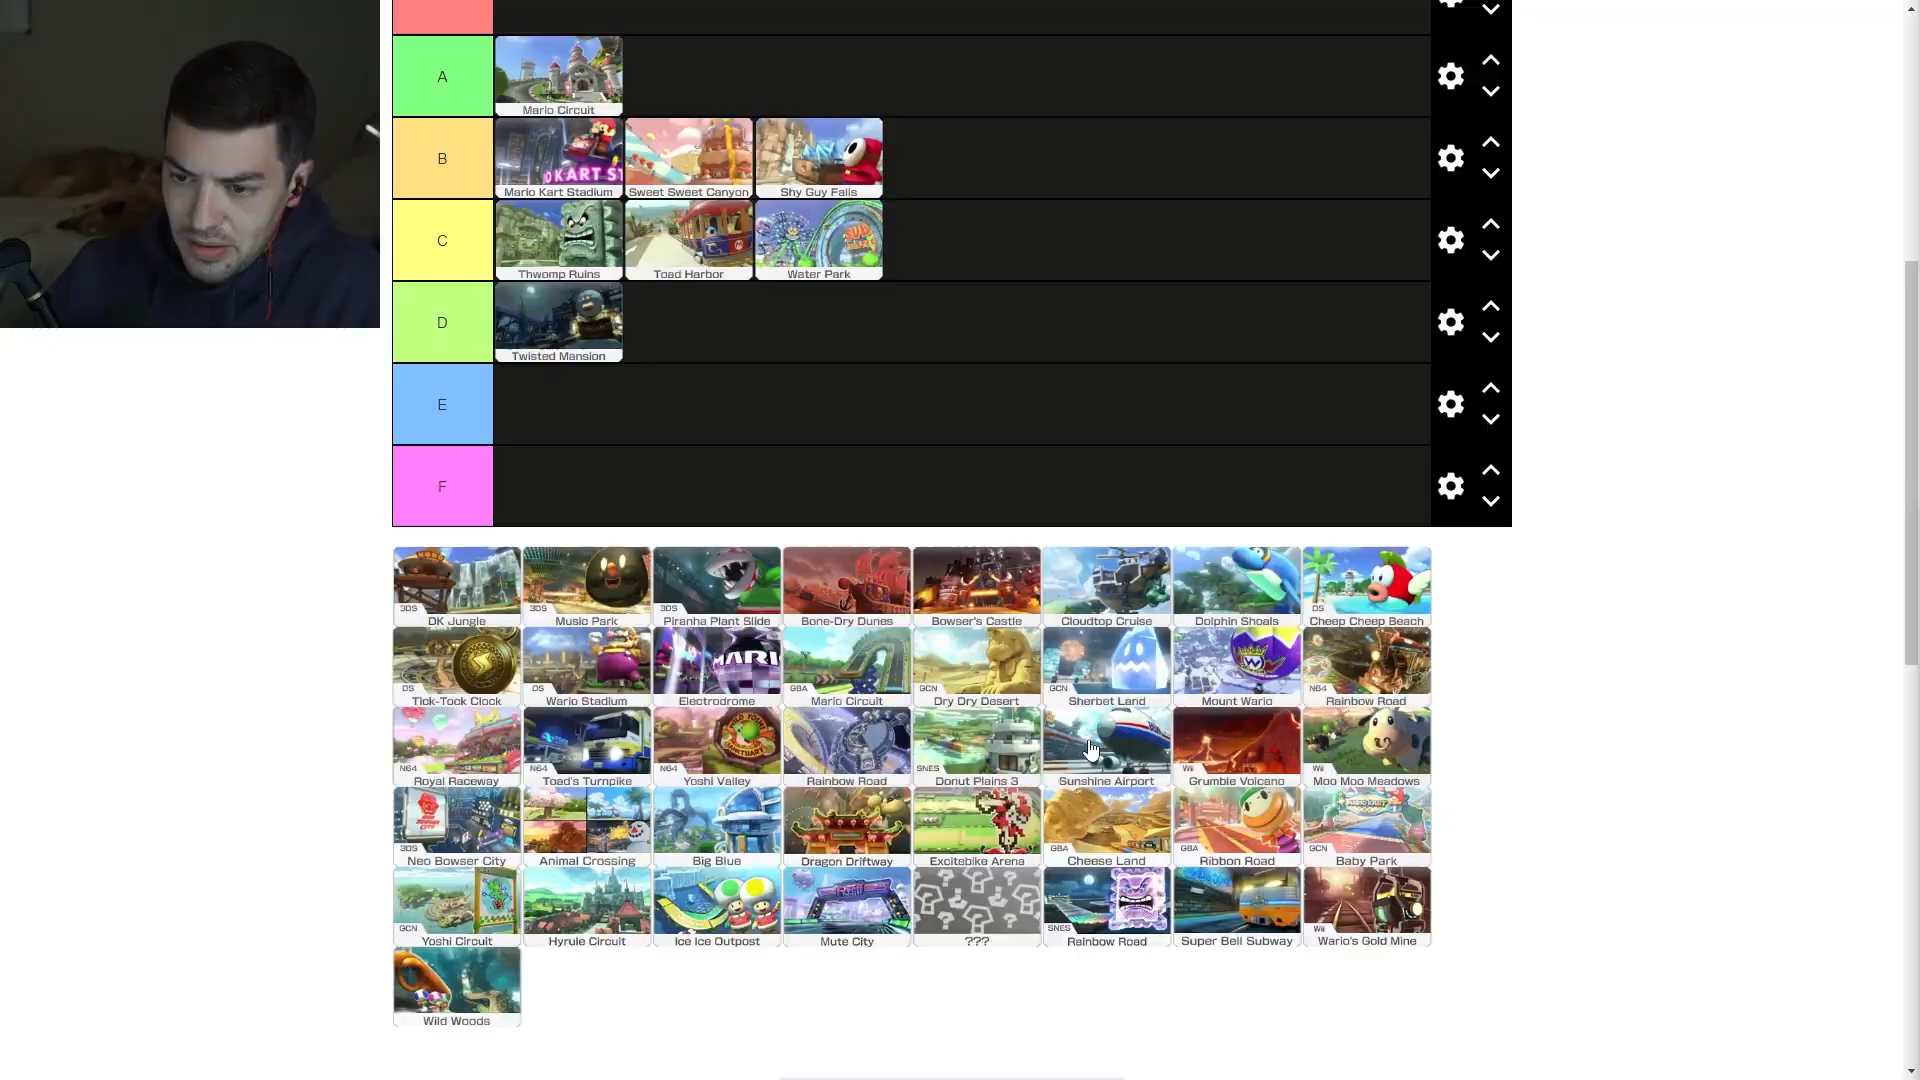 A
Mario Circuit
B
Mario Kart Stadium
Sweet Sweet Canyon
Shy Guy Falls
C
Thwomp Ruins
Toad Harbor
Water Park
D
Twisted Mansion
E
F
3DS
DK Jungle
3DS
Music Park
3DS
Piranha Plant Slide
Bone-Dry Dunes
Bowser's Castle
Cloudtop Cruise
Dolphin Shoals
DS
Cheep Cheep Beach
DS
Tick-Tock Clock
DS
Wario Stadium
MARI
Electrodrome
GBA
Mario Circuit
GCN
Dry Dry Desert
GCN
Sherbet Land
Mount Wario
N64
Rainbow Road
N64
Royal Raceway
N64
Toad's Turnpike
N64
Yoshi Valley
Rainbow Road
SNES
Donut Plains 3
Sunshine Airport
Wii
Grumble Volcano
Wii
Moo Moo Meadows
3DS
Neo Bowser City
Animal Crossing
Big Blue
Dragon Driftway
Excitebike Arena
GBA
Cheese Land
GBA
Ribbon Road
GCN
Baby Park
GCN
Yoshi Circuit
Hyrule Circuit
Ice Ice Outpost
Mute City
???
SNES
Rainbow Road
Super Bell Subway
Wii
Wario's Gold Mine
Wild Woods